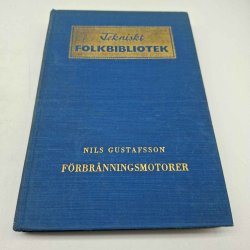 Tekniskt
FOLKBIBLIOTEK
NILS GUSTAFSSON
FÖRBRÄNNINGSMOTORER